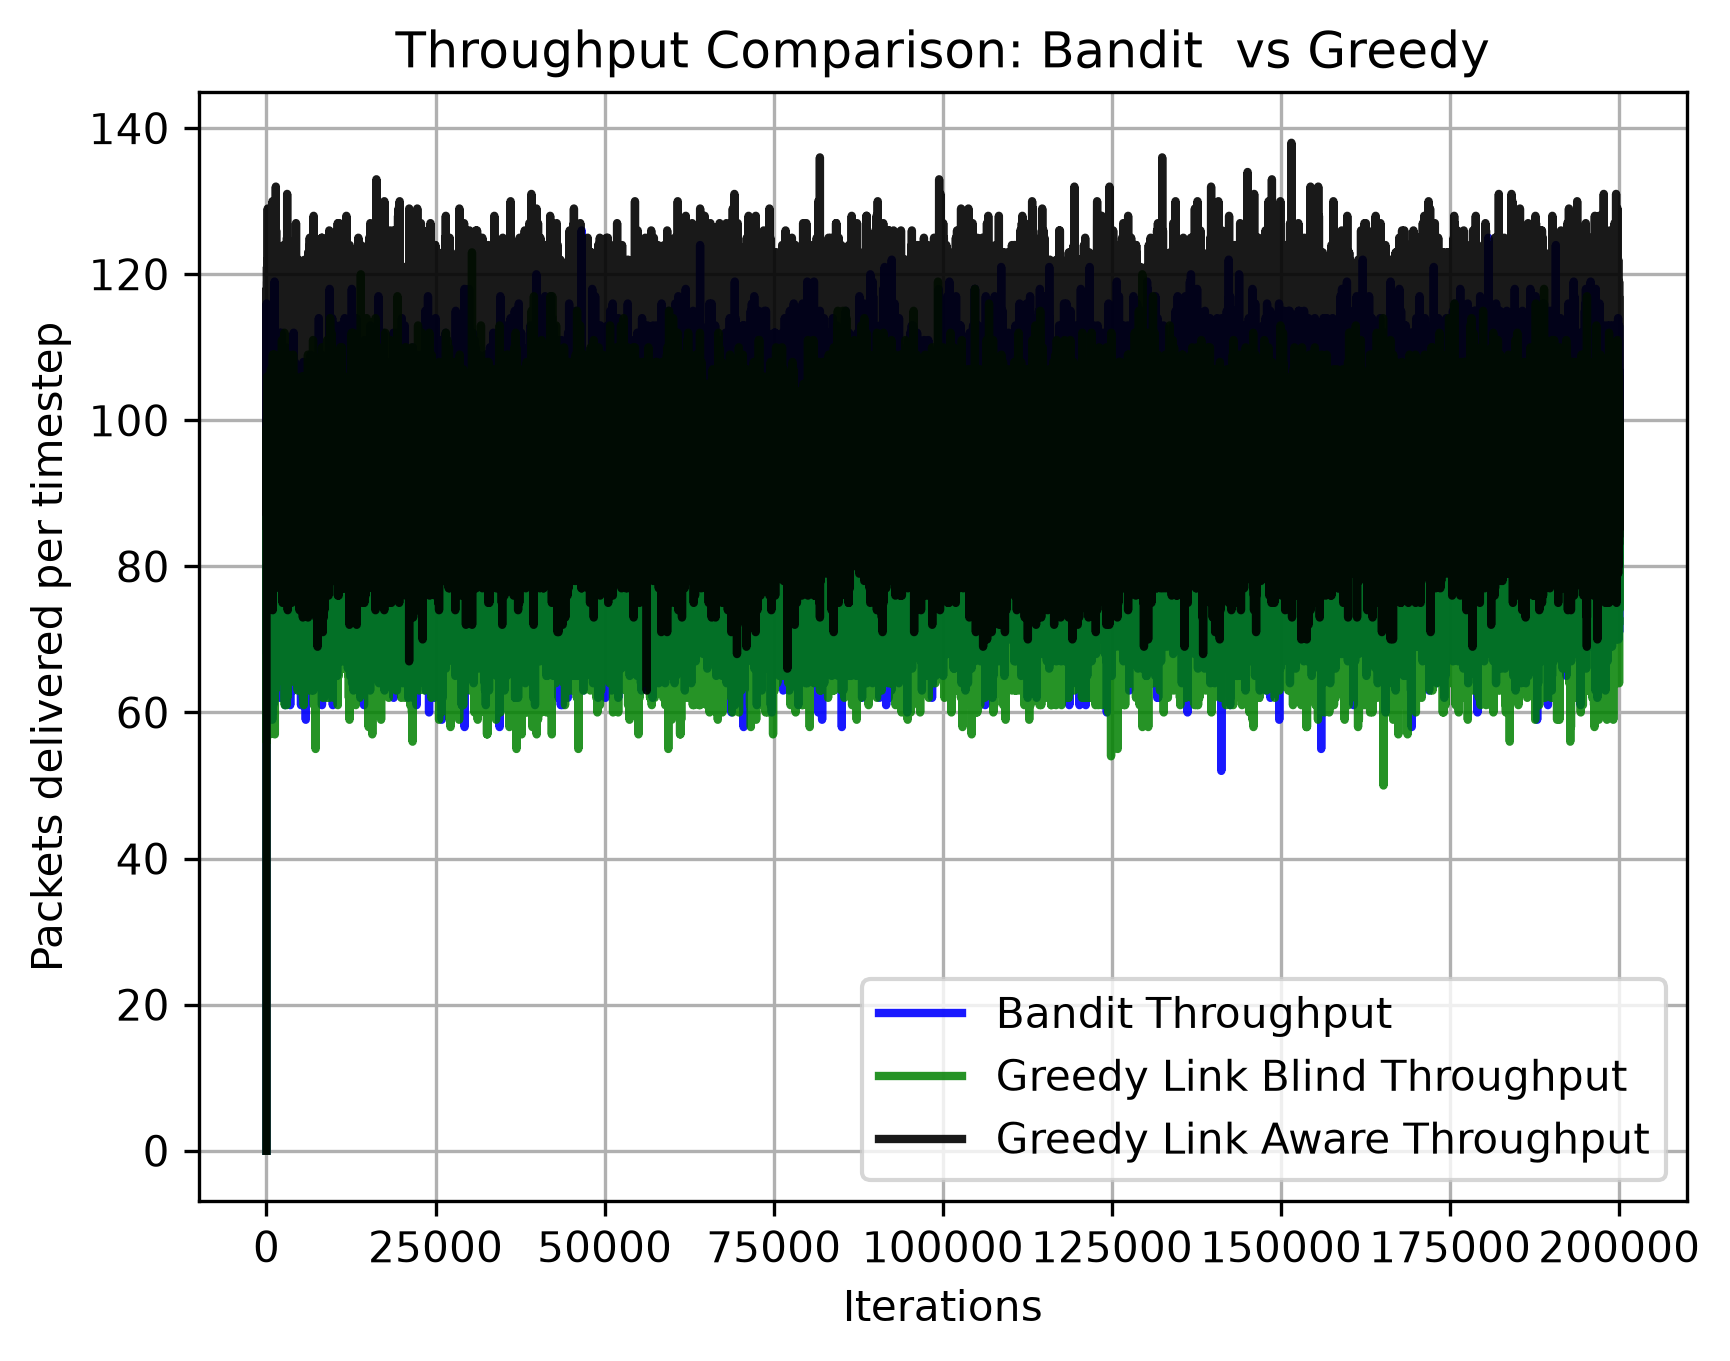 Throughput Comparison: Bandit  vs Greedy
Packets delivered per timestep
140
120
100
80
60
40
20
0
Bandit Throughput
Greedy Link Blind Throughput
Greedy Link Aware Throughput
0 25000 50000 75000 100000 125000 150000 175000 200000
Iterations